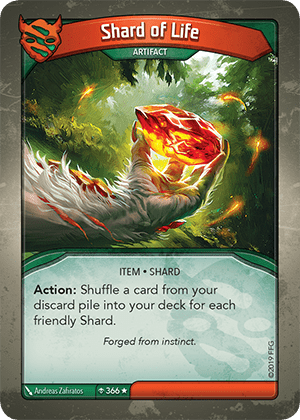 Shard of Life
ARTIFACT
ITEM • SHARD
Action: Shuffle a card from your
discard pile into your deck for each
friendly Shard.
Forged from instinct.
©2019 FFG
Andreas Zafiratos
366 ★